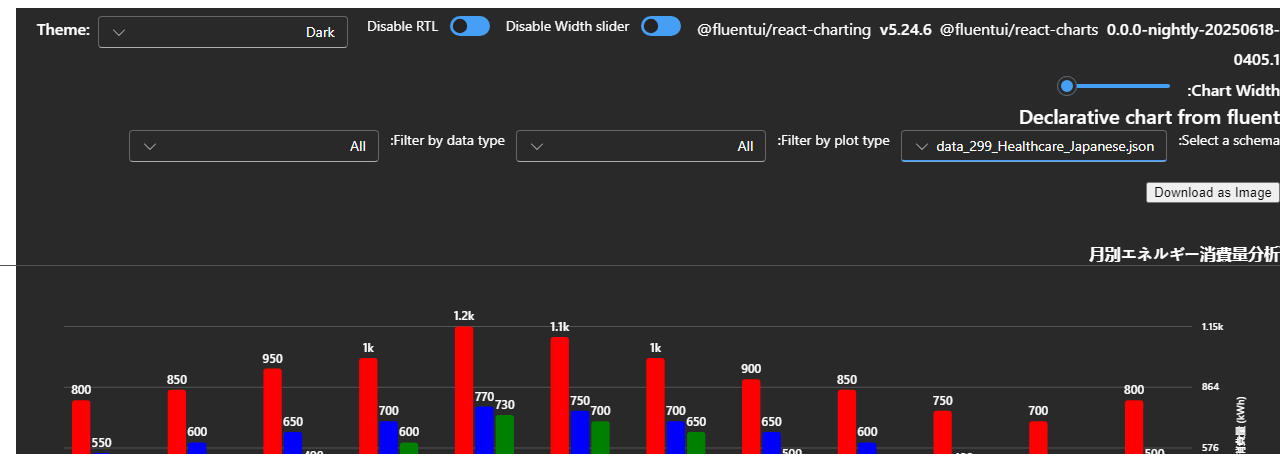 Theme:
Dark
Disable RTL
Disable Width slider
@fluentui/react-charting v5.24.6 @fluentui/react-charts 0.0.0-nightly-20250618-
0405.1
:Chart Width
Declarative chart from fluent
:Select a schema
data_299_Healthcare_Japanese.json
:Filter by plot type
All
:Filter by data type
All
Download as Image
月別エネルギー消費量分析
1.2k
1.1k
1.15k
1k
1k
950
900
864
800
850
850
800
770
750
750
730
700
700
700
700
650
650
650
600
600
600
550
500
500
576
消費量 (kWh)